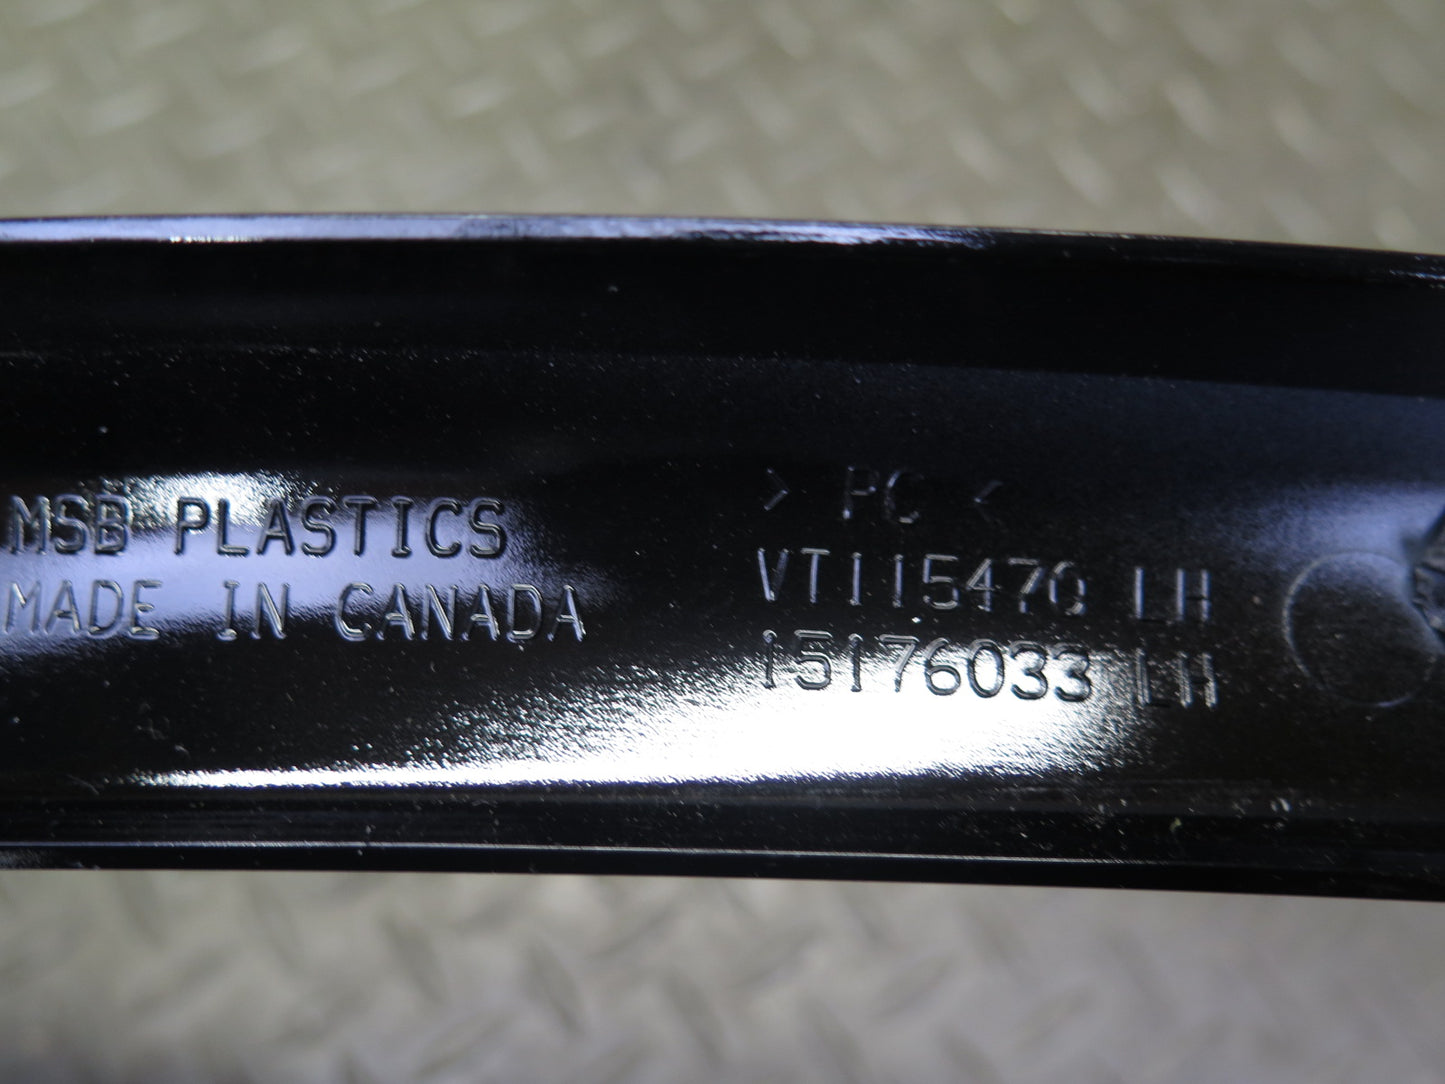 MSB PLASTICS
MADE IN CANADA
> PC <
VT115470 LH
15176033 LH